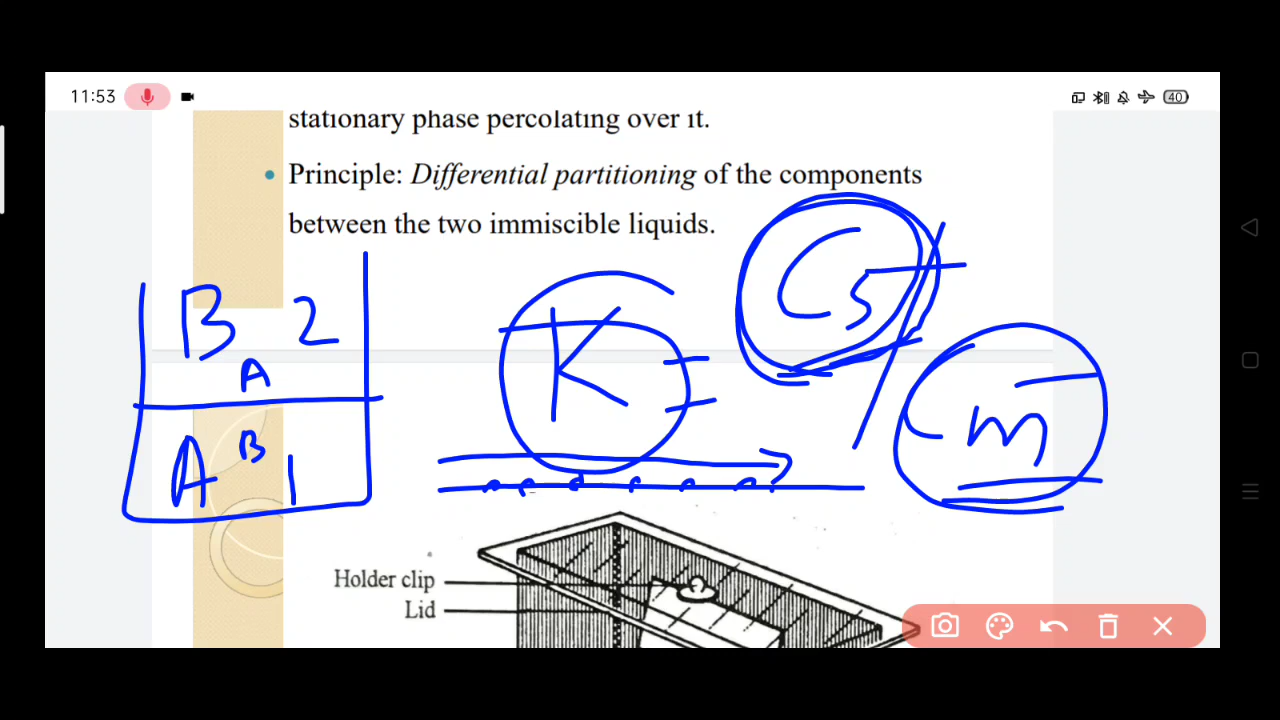 11:53
40
stationary phase percolating over it.
• Principle: Differential partitioning of the components
between the two immiscible liquids.
B 2
A
A B 1
K = Cs / Cm
Holder clip
Lid